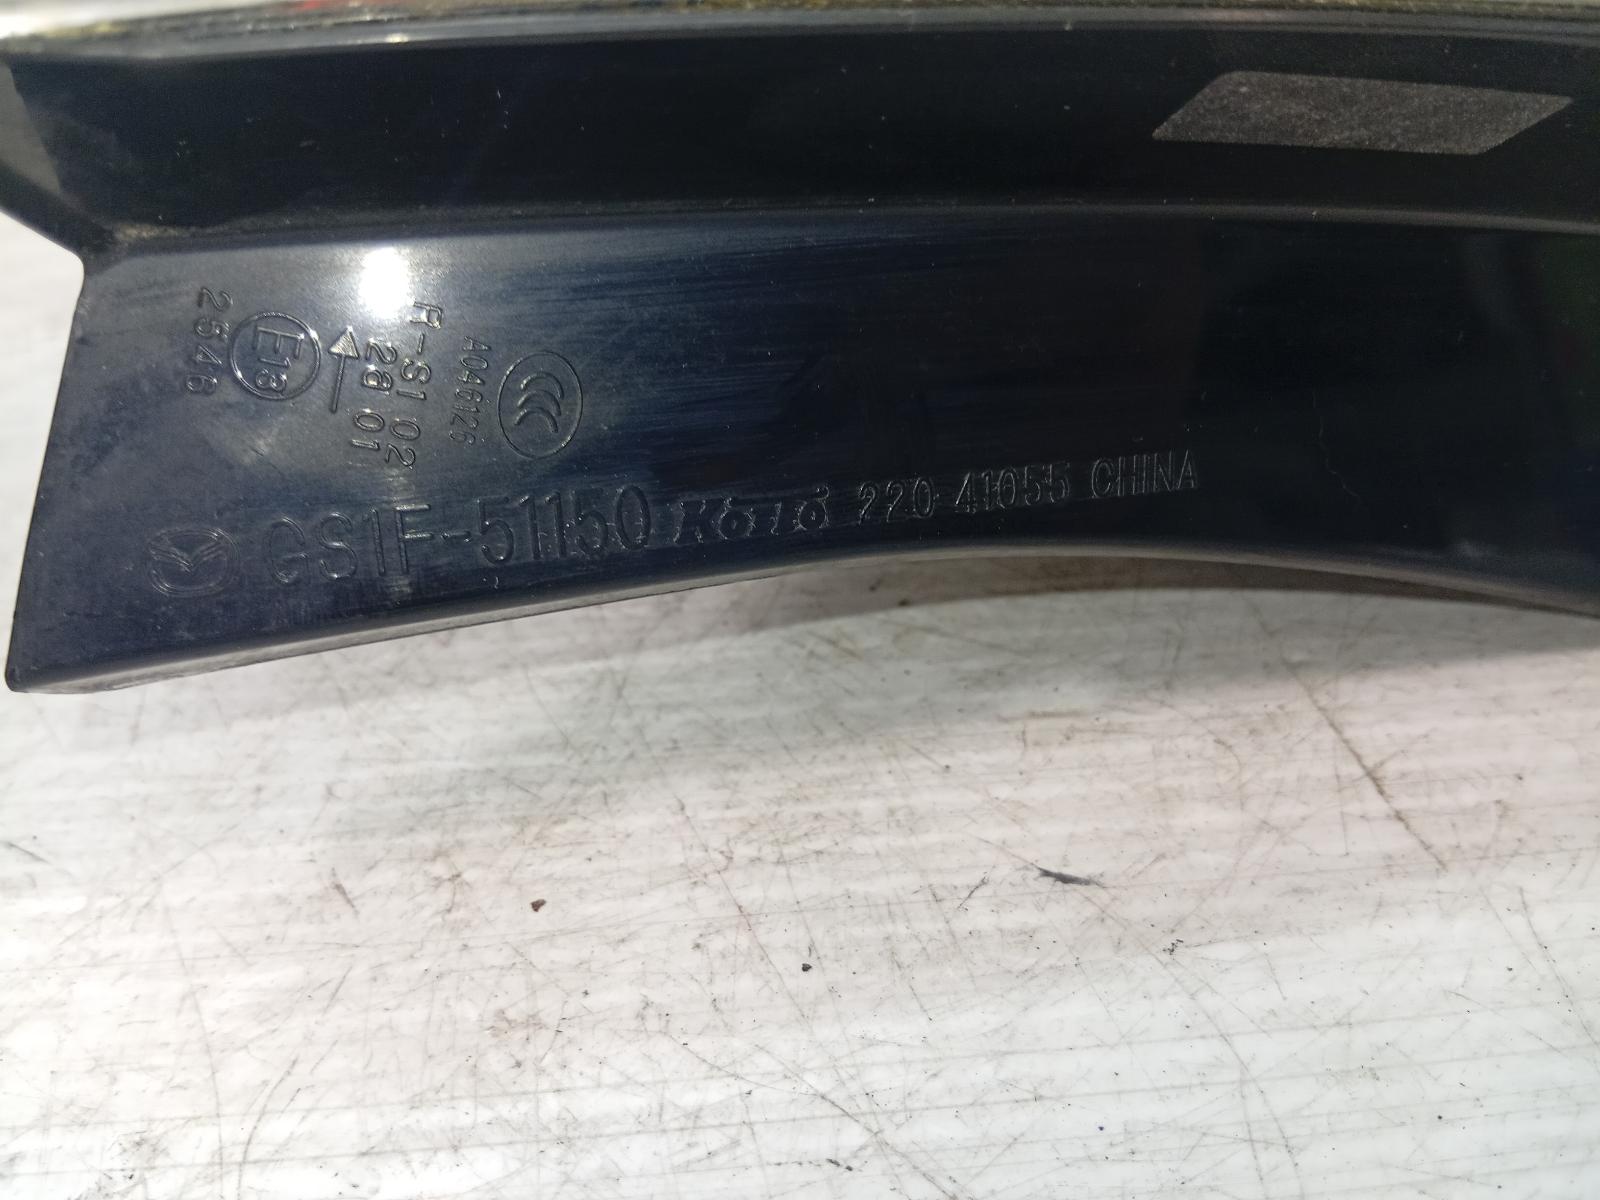 2546
E13
R-S1 02
2a 01
A046126
GS1F-51150 Koito 220-41055 CHINA